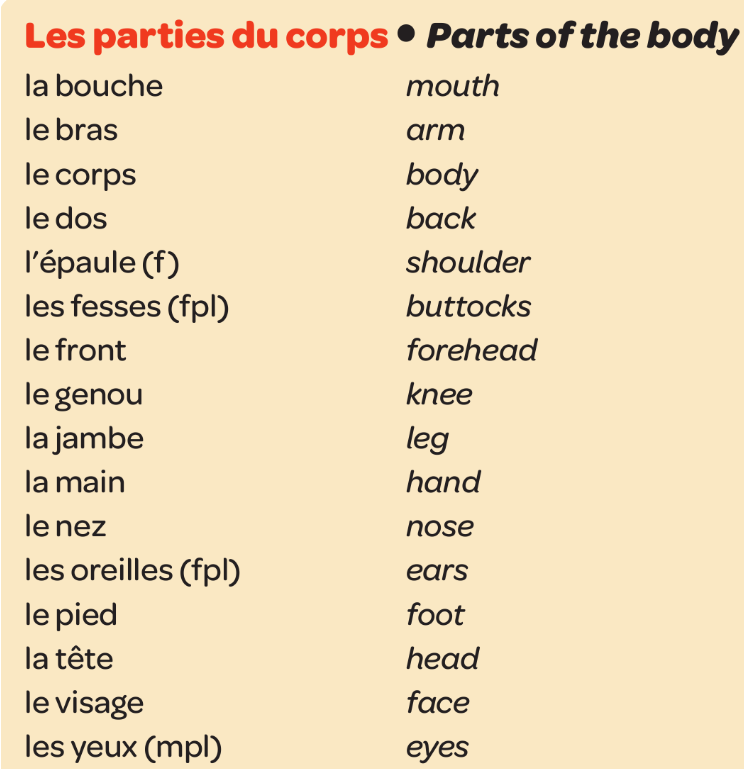 Les parties du corps • Parts of the body
la bouche mouth
le bras arm
le corps body
le dos back
l'épaule (f) shoulder
les fesses (fpl) buttocks
le front forehead
le genou knee
la jambe leg
la main hand
le nez nose
les oreilles (fpl) ears
le pied foot
la tête head
le visage face
les yeux (mpl) eyes